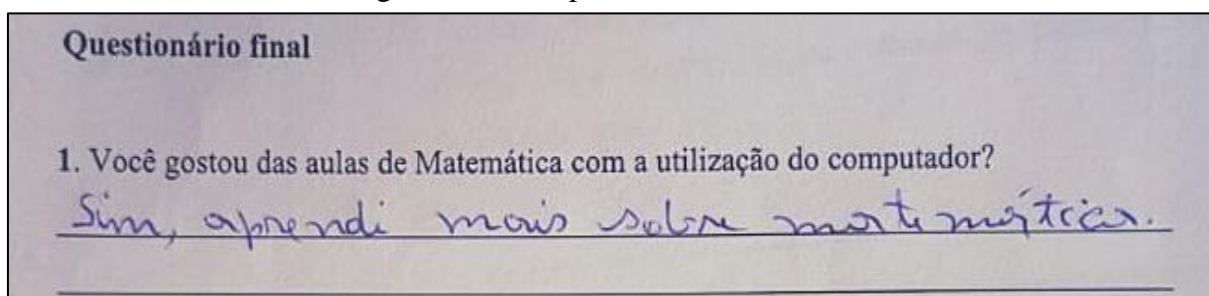 Questionário final
1. Você gostou das aulas de Matemática com a utilização do computador?
Sim, aprendi mais sobre matemática.